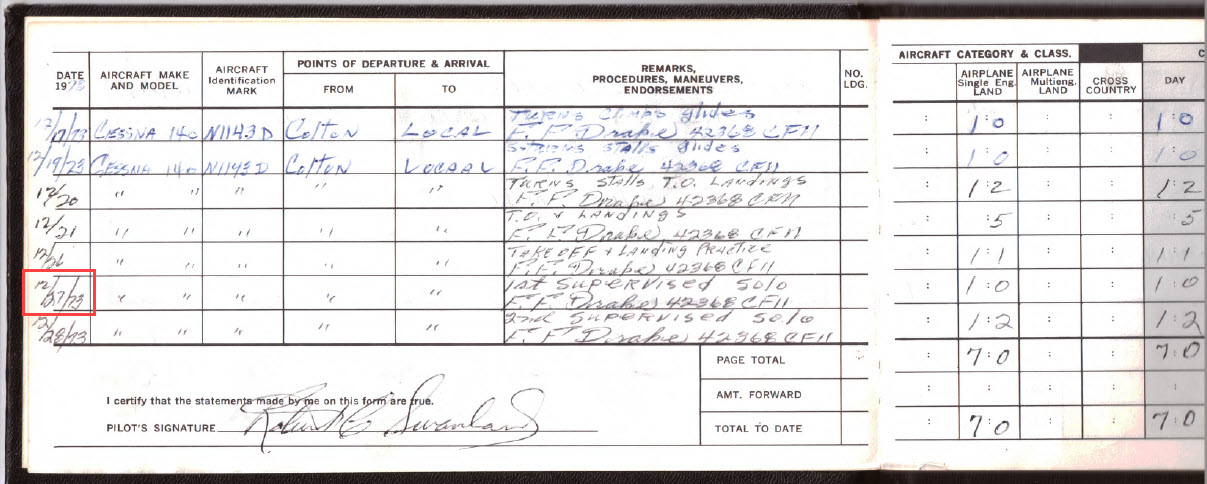 DATE 1973 AIRCRAFT MAKE AND MODEL AIRCRAFT Identification MARK POINTS OF DEPARTURE & ARRIVAL FROM TO REMARKS, PROCEDURES, MANEUVERS, ENDORSEMENTS NO. LDG. AIRCRAFT CATEGORY & CLASS. AIRPLANE Single Eng. LAND AIRPLANE Multieng. LAND CROSS COUNTRY C DAY
TURNS Climbs glides
12/17/73 CESSNA 140 N1143D Colton LOCAL F. F. Drake 42368 CFII : 1:0 : : 1:0
S-TURNS STALLS glides
12/19/73 CESSNA 140 N1143D Colton LOCAAL F. F. Drake 42368 CFII : 1:0 : : 1:0
TURNS STALLS T.O. LANDINGS
12/20 " " " " " F. F. Drake 42368 CFII : 1:2 : : 1:2
T.O. & LANDINGS
12/21 " " " " " F. F. Drake 42368 CFII : :5 : : :5
TAKEOFF + LANDING PRACTICE
12/26 " " " " " F. F. Drake 42368 CFII : 1:1 : : 1:1
1st SUPERVISED SOLO
12/27/73 " " " " " F. F. Drake 42368 CFII : 1:0 : : 1:0
2nd SUPERVISED SOLO
12/28/73 " " " " " F. F. Drake 42368 CFII : 1:2 : : 1:2
PAGE TOTAL : 7:0 : : 7:0
I certify that the statements made by me on this form are true. AMT. FORWARD : : : : :
PILOT'S SIGNATURE Robert C Swanland TOTAL TO DATE : 7:0 : : 7:0